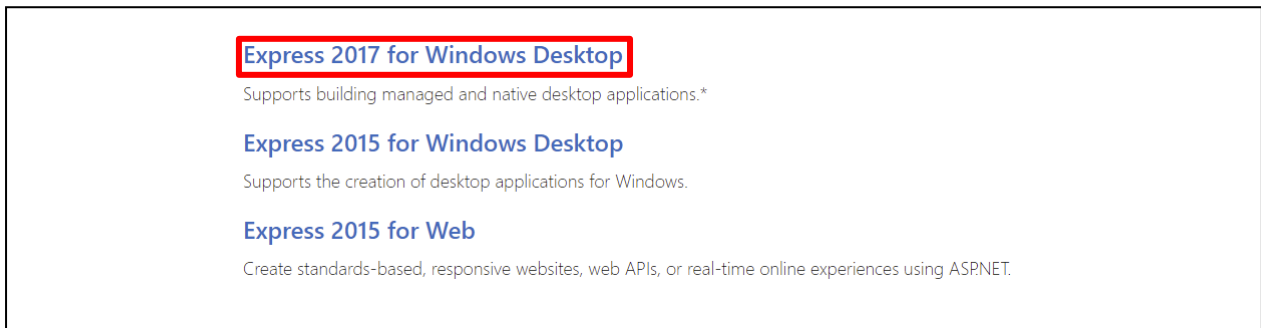 Express 2017 for Windows Desktop
Supports building managed and native desktop applications.*
Express 2015 for Windows Desktop
Supports the creation of desktop applications for Windows.
Express 2015 for Web
Create standards-based, responsive websites, web APIs, or real-time online experiences using ASP.NET.